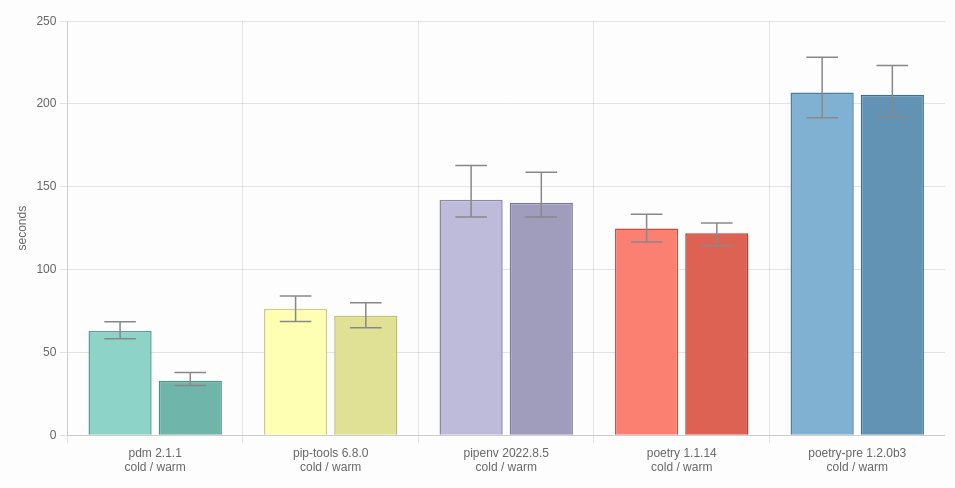 250
200
150
100
50
0
seconds
pdm 2.1.1
cold / warm
pip-tools 6.8.0
cold / warm
pipenv 2022.8.5
cold / warm
poetry 1.1.14
cold / warm
poetry-pre 1.2.0b3
cold / warm